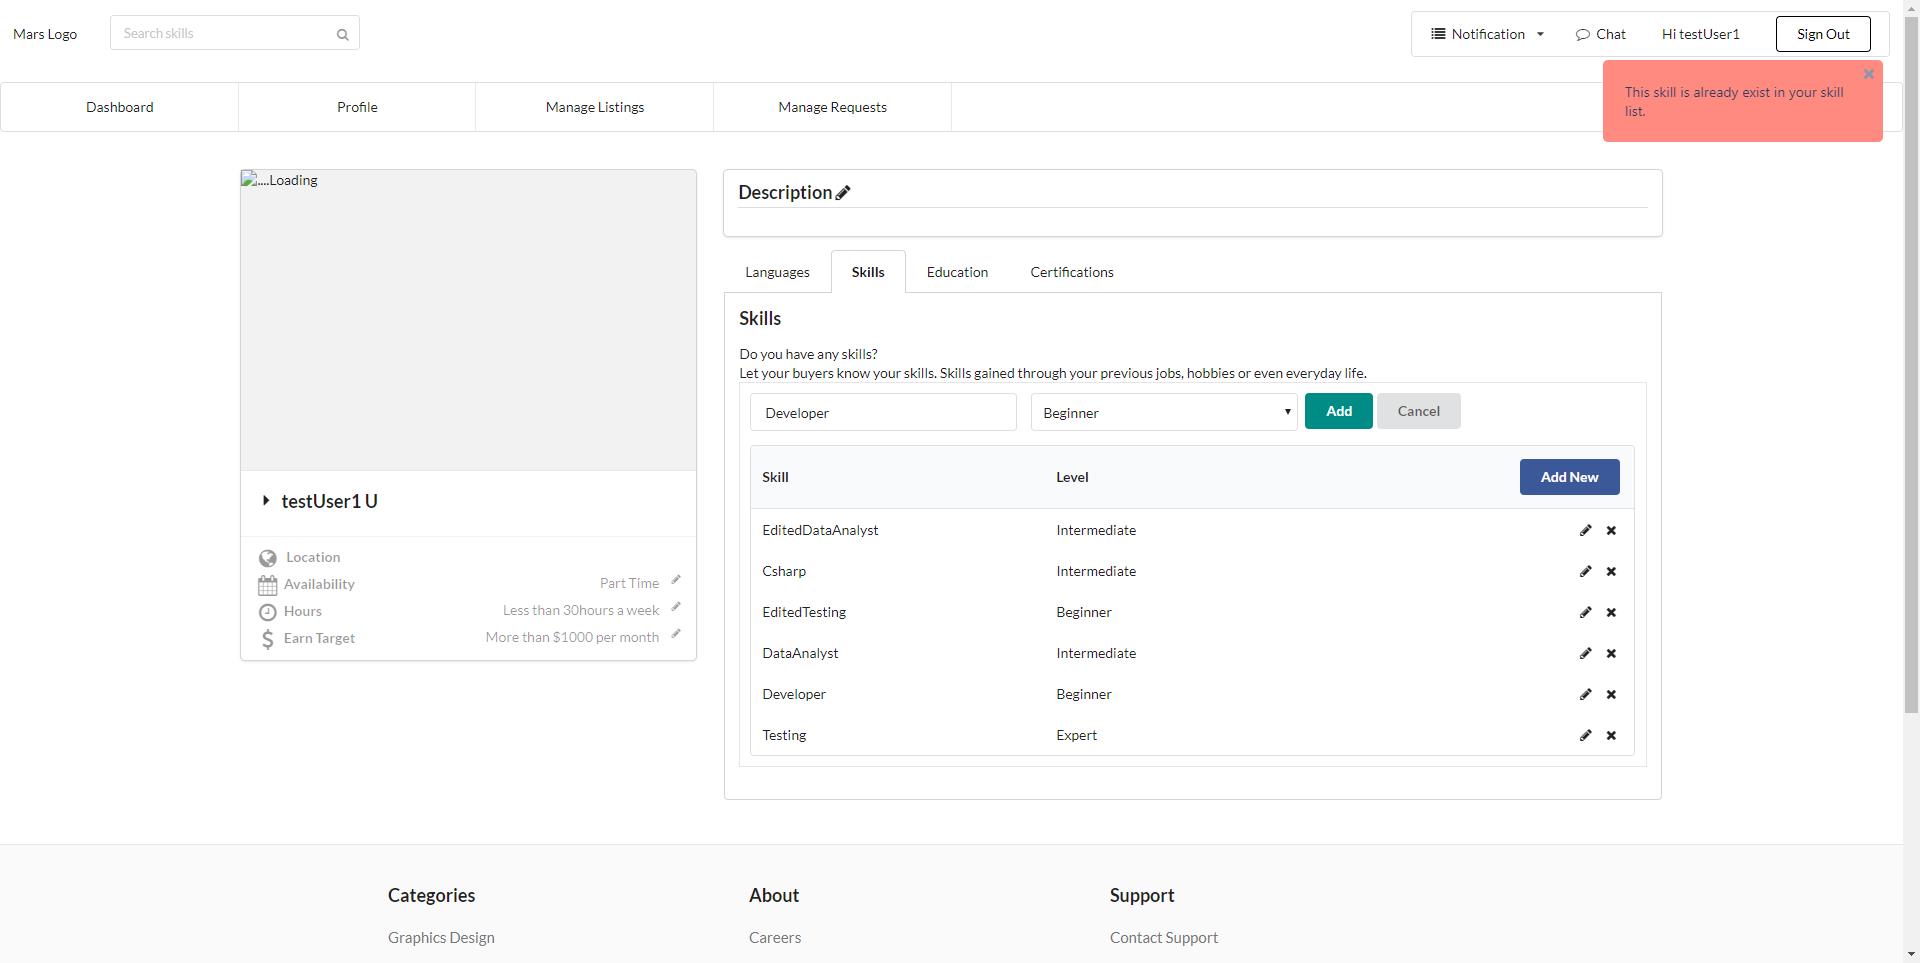 Mars Logo
Search skills
Notification
Chat
Hi testUser1
Sign Out
This skill is already exist in your skill
list.
Dashboard
Profile
Manage Listings
Manage Requests
....Loading
testUser1 U
Location
Availability
Part Time
Hours
Less than 30hours a week
Earn Target
More than $1000 per month
Description
Languages
Skills
Education
Certifications
Skills
Do you have any skills?
Let your buyers know your skills. Skills gained through your previous jobs, hobbies or even everyday life.
Developer
Beginner
Add
Cancel
Skill
Level
Add New
EditedDataAnalyst
Intermediate
Csharp
Intermediate
EditedTesting
Beginner
DataAnalyst
Intermediate
Developer
Beginner
Testing
Expert
Categories
About
Support
Graphics Design
Careers
Contact Support